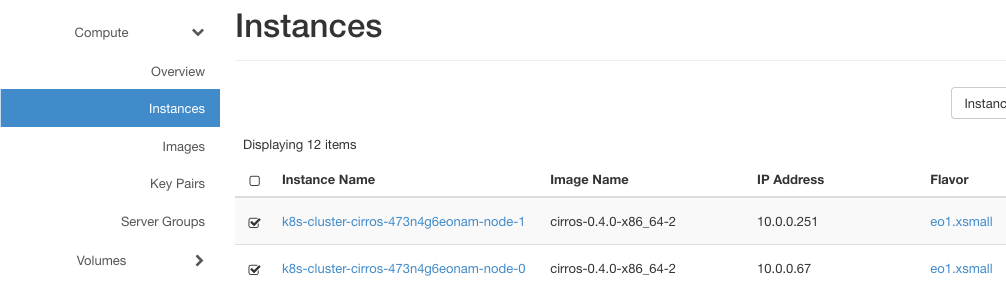 Instances
Compute
Overview
Instances
Instanc
Displaying 12 items
Images
Instance Name Image Name IP Address Flavor
Key Pairs
Server Groups
k8s-cluster-cirros-473n4g6eonam-node-1 cirros-0.4.0-x86_64-2 10.0.0.251 eo1.xsmall
Volumes
k8s-cluster-cirros-473n4g6eonam-node-0 cirros-0.4.0-x86_64-2 10.0.0.67 eo1.xsmall